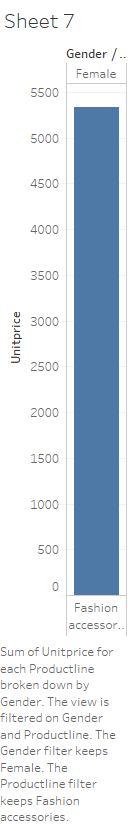 Sheet 7
Gender / ..
Female
5500
5000
4500
4000
3500
3000
2500
2000
1500
1000
500
0
Unitprice
Fashion
accessor..
Sum of Unitprice for
each Productline
broken down by
Gender. The view is
filtered on Gender
and Productline. The
Gender filter keeps
Female. The
Productline filter
keeps Fashion
accessories.